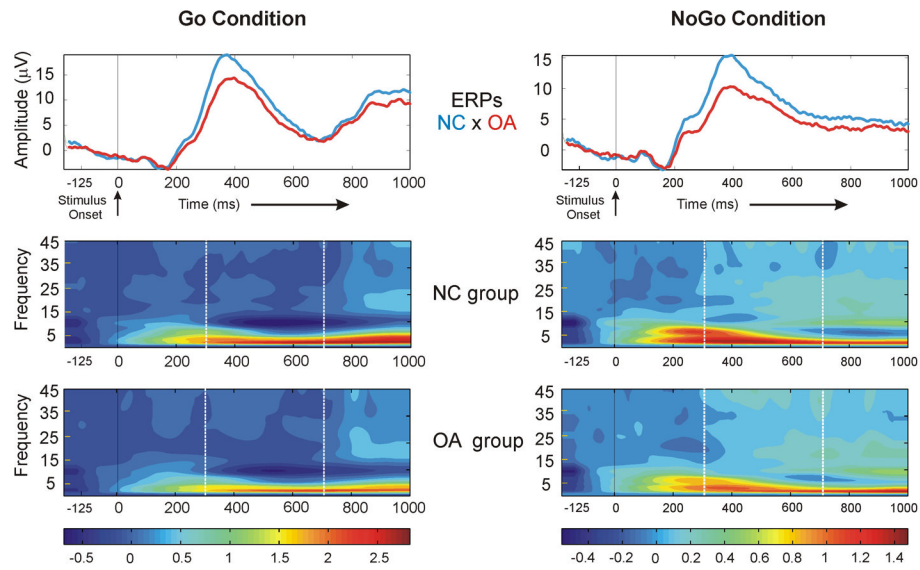 Go Condition
NoGo Condition
Amplitude (μV)
15
10
5
0
ERPs
NC x OA
15
10
5
0
-125 0 200 400 600 800 1000
Stimulus
Onset
Time (ms)
-125 0 200 400 600 800 1000
Stimulus
Onset
Time (ms)
Frequency
45
35
25
15
5
NC group
45
35
25
15
5
-125 0 200 400 600 800 1000
-125 0 200 400 600 800 1000
Frequency
45
35
25
15
5
OA group
45
35
25
15
5
-125 0 200 400 600 800 1000
-125 0 200 400 600 800 1000
-0.5 0 0.5 1 1.5 2 2.5
-0.4 -0.2 0 0.2 0.4 0.6 0.8 1 1.2 1.4